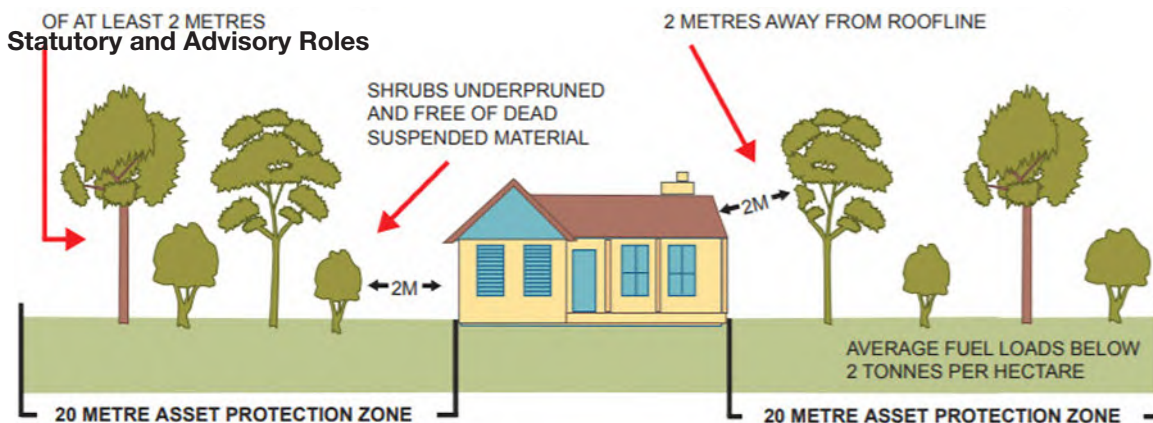 OF AT LEAST 2 METRES
Statutory and Advisory Roles
2 METRES AWAY FROM ROOFLINE
SHRUBS UNDERPRUNED
AND FREE OF DEAD
SUSPENDED MATERIAL
2M
2M
AVERAGE FUEL LOADS BELOW
2 TONNES PER HECTARE
20 METRE ASSET PROTECTION ZONE
20 METRE ASSET PROTECTION ZONE